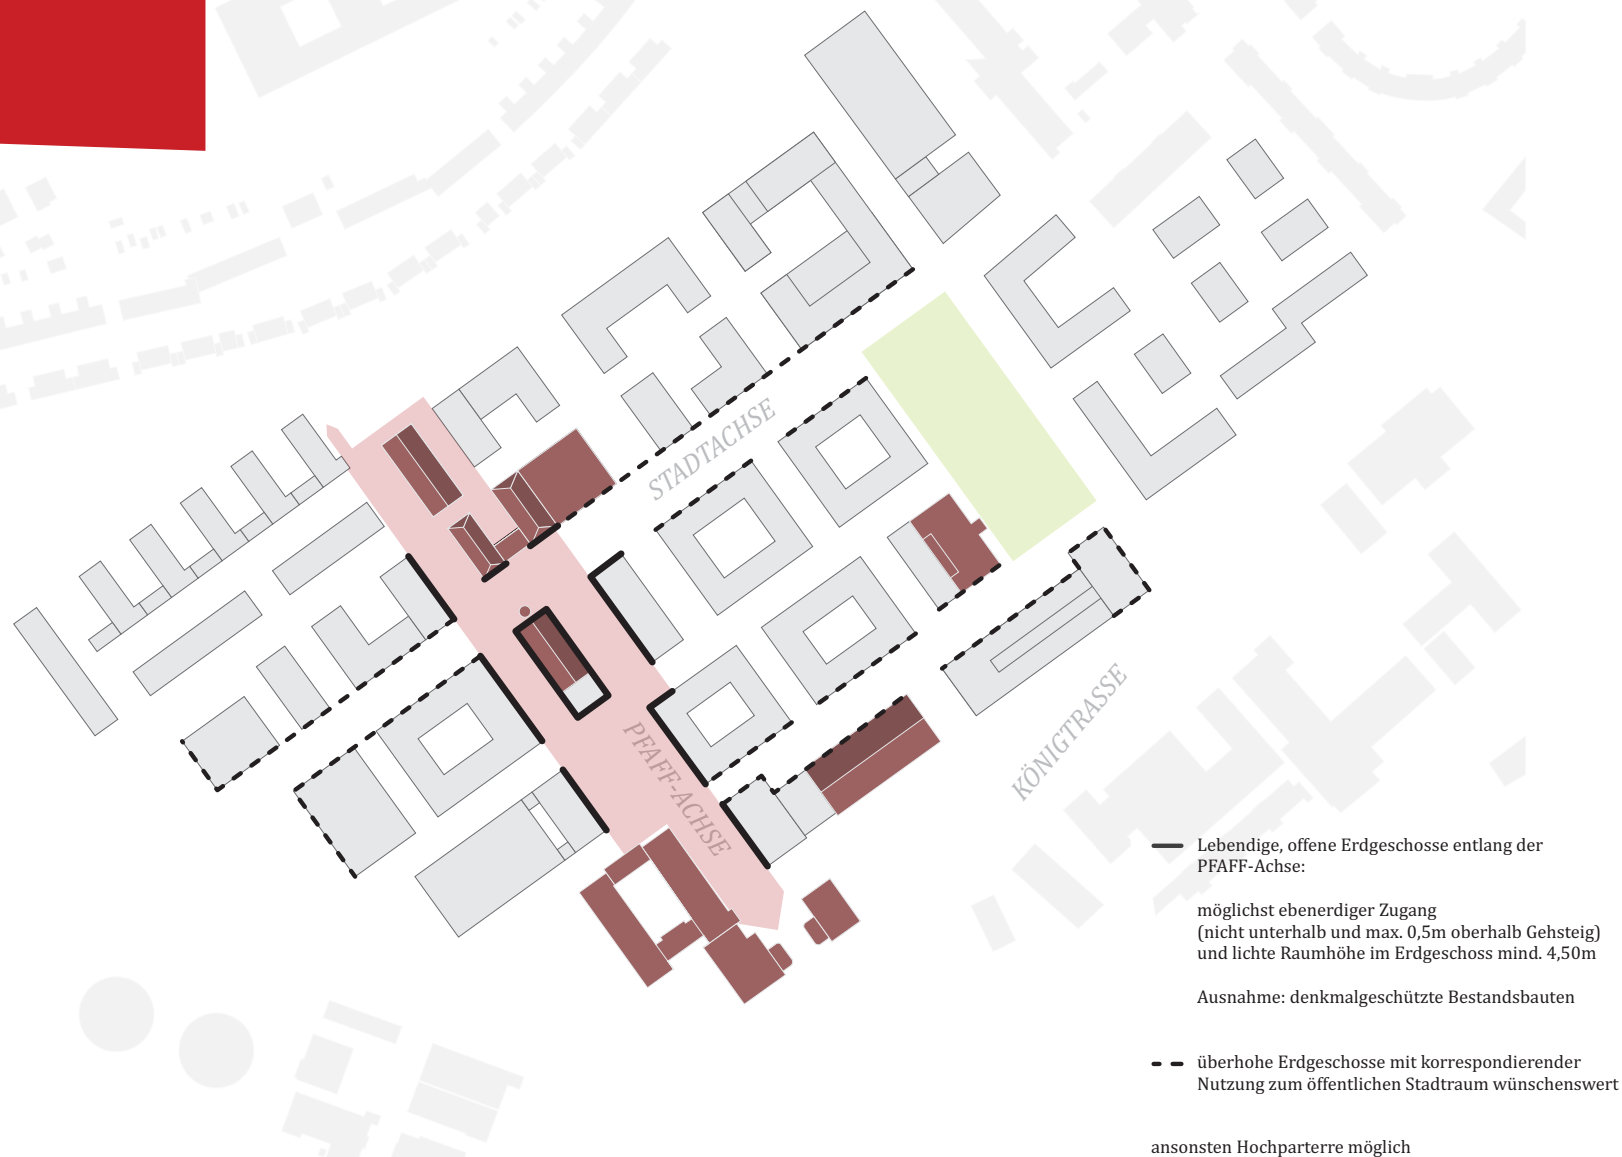 STADTACHSE
PFAFF-ACHSE
KÖNIGTRASSE
Lebendige, offene Erdgeschosse entlang der
PFAFF-Achse:
möglichst ebenerdiger Zugang
(nicht unterhalb und max. 0,5m oberhalb Gehsteig)
und lichte Raumhöhe im Erdgeschoss mind. 4,50m
Ausnahme: denkmalgeschützte Bestandsbauten
überhohe Erdgeschosse mit korrespondierender
Nutzung zum öffentlichen Stadtraum wünschenswert
ansonsten Hochparterre möglich